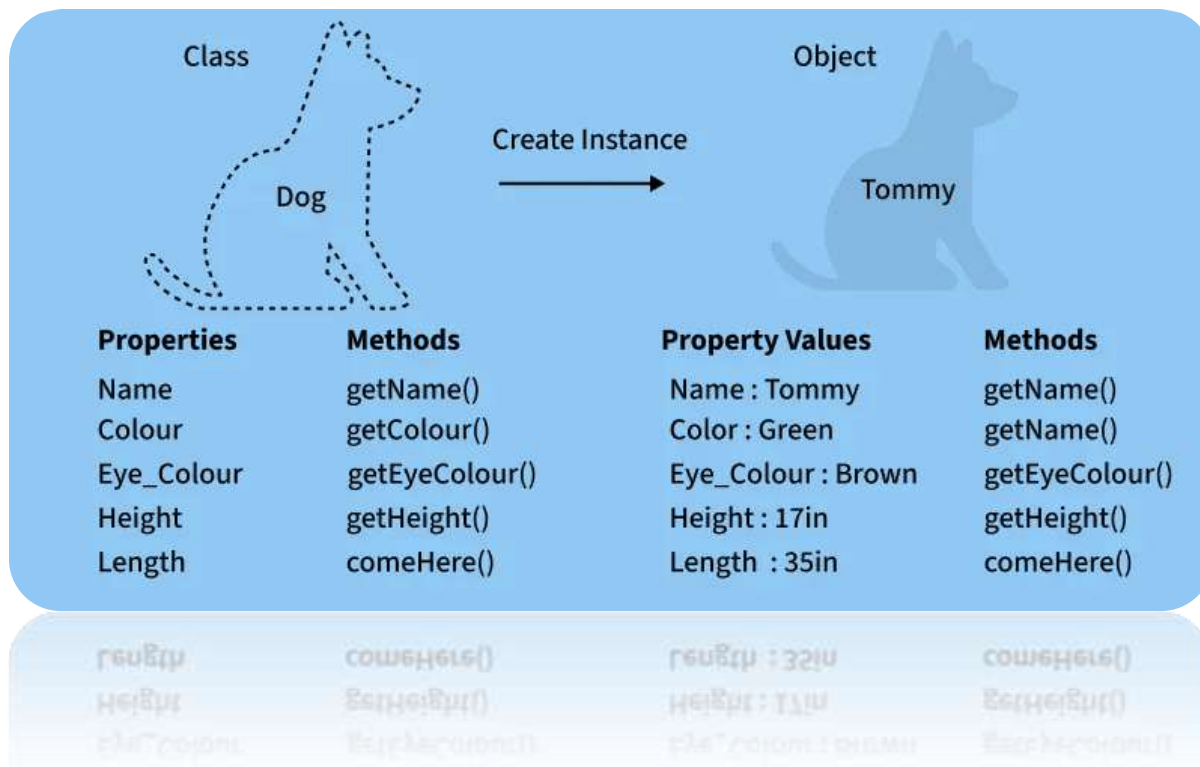 Class
Object
Create Instance
Dog
Tommy
Properties
Methods
Property Values
Methods
Name
getName()
Name : Tommy
getName()
Colour
getColour()
Color : Green
getName()
Eye_Colour
getEyeColour()
Eye_Colour : Brown
getEyeColour()
Height
getHeight()
Height : 17in
getHeight()
Length
comeHere()
Length : 35in
comeHere()